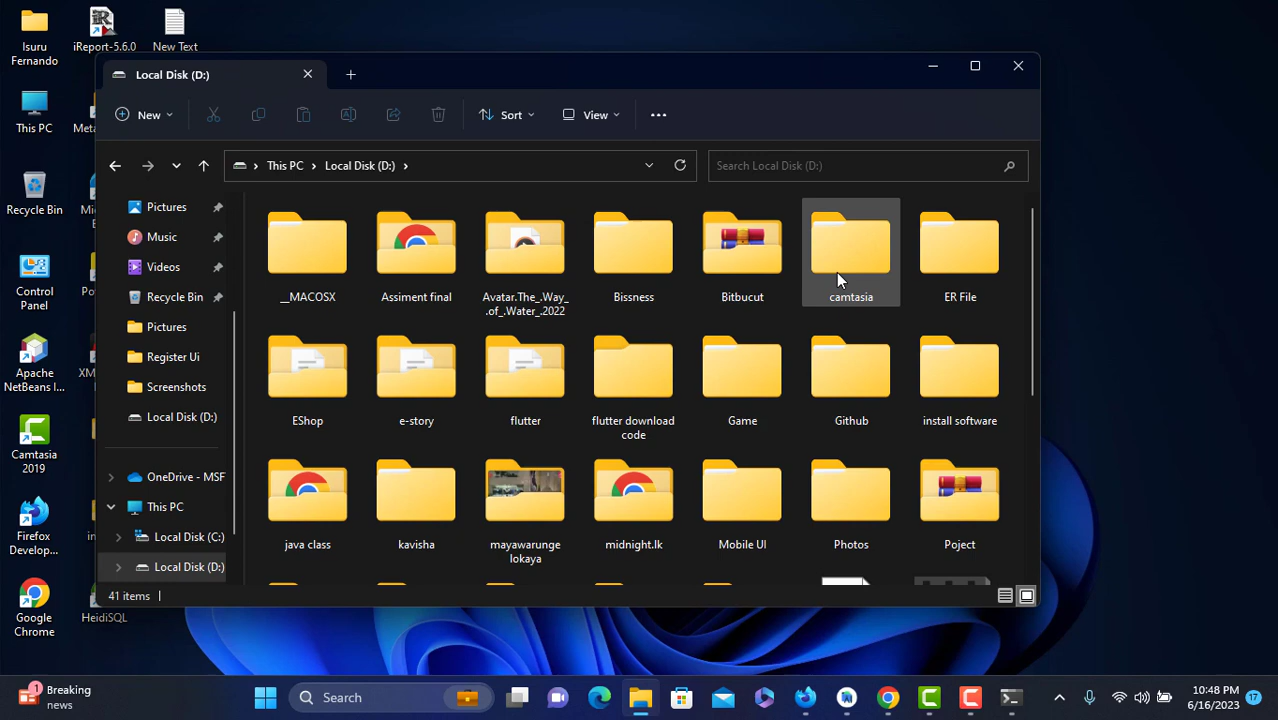 Isuru
Fernando
iReport-5.6.0
New Text
This PC
Recycle Bin
Control
Panel
Apache
NetBeans I...
Camtasia
2019
Firefox
Develop...
Google
Chrome
HeidiSQL
Local Disk (D:)
New
Sort
View
This PC
Local Disk (D:)
Search Local Disk (D:)
Pictures
Music
Videos
Recycle Bin
Pictures
Register Ui
Screenshots
Local Disk (D:)
OneDrive - MSF
This PC
Local Disk (C:)
Local Disk (D:)
__MACOSX
Assiment final
Avatar.The_.Way_
.of_.Water_.2022
Bissness
Bitbucut
camtasia
ER File
EShop
e-story
flutter
flutter download
code
Game
Github
install software
java class
kavisha
mayawarunge
lokaya
midnight.lk
Mobile UI
Photos
Poject
41 items
1
Breaking
news
Search
10:48 PM
6/16/2023
17